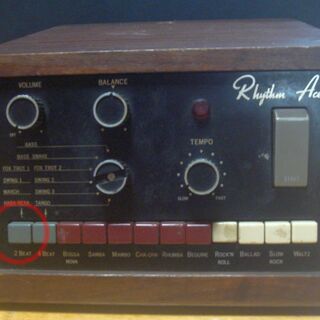 VOLUME
BALANCE
Rhythm Ace
OFF
BASS
BASS SNARE
FOX TROT 1 FOX TROT 2
SWING 1 SWING 2
MARCH SWING 3
TANGO
TEMPO
SLOW FAST
START
2 BEAT 4 BEAT BOSSA NOVA SAMBA MAMBO CHA-CHA RHUMBA BEGUINE ROCK'N ROLL BALLAD SLOW ROCK WALTZ